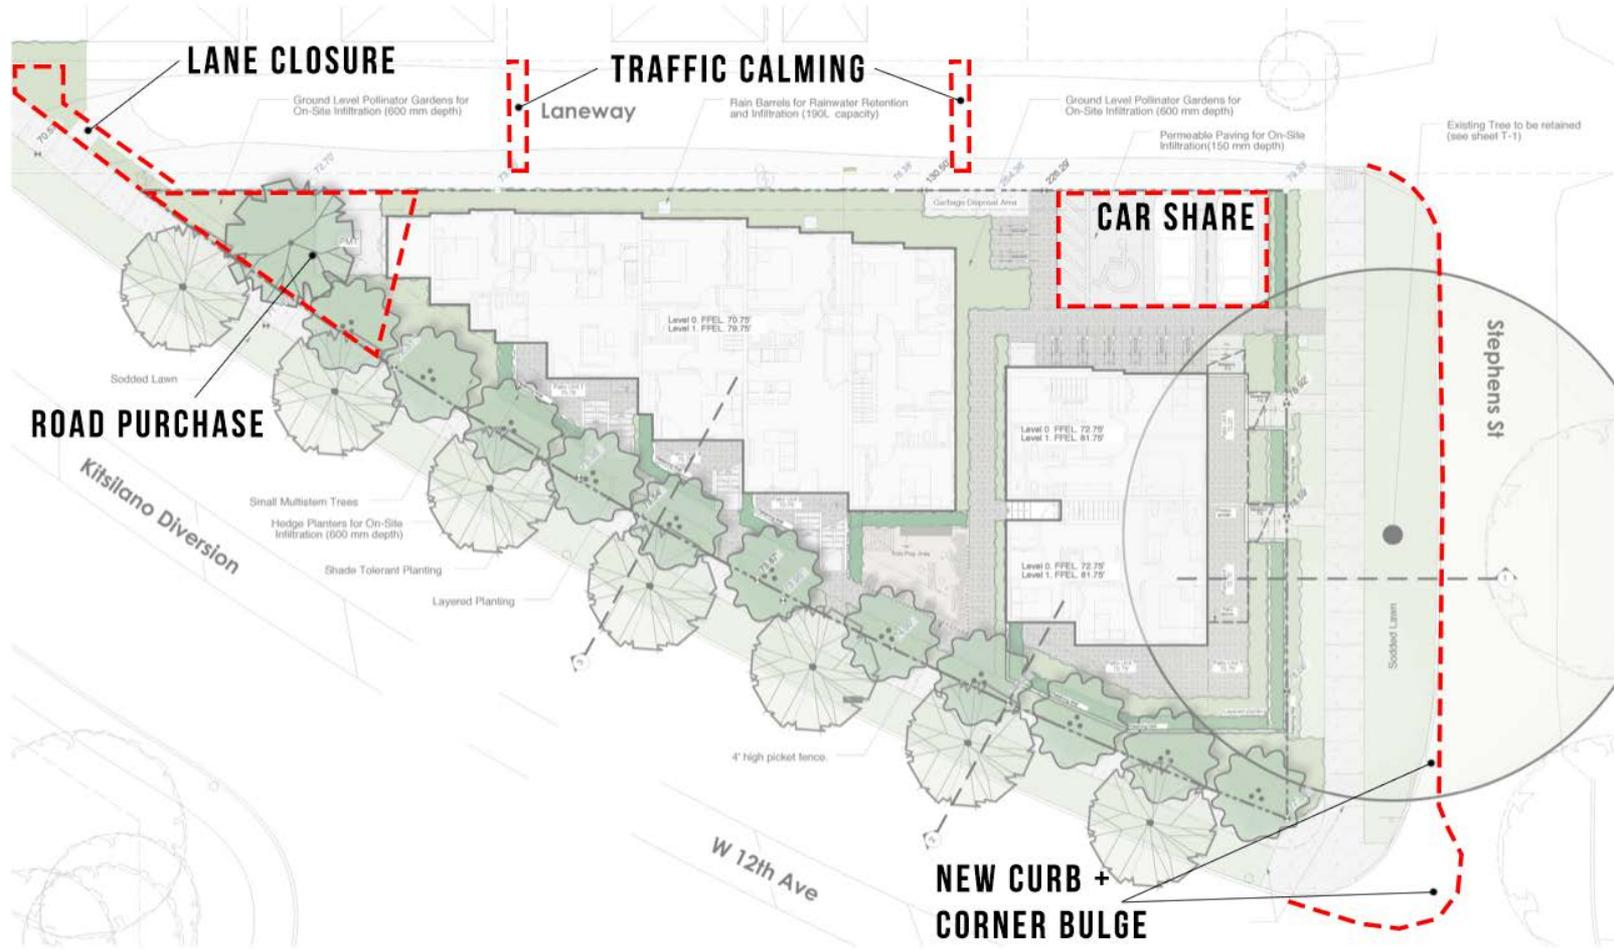 LANE CLOSURE
TRAFFIC CALMING
Ground Level Pollinator Gardens for
On-Site Infiltration (600 mm depth)
Laneway
Rain Barrels for Rainwater Retention
and Infiltration (190L capacity)
Ground Level Pollinator Gardens for
On-Site Infiltration (600 mm depth)
Permeable Paving for On-Site
Infiltration(150 mm depth)
Existing Tree to be retained
(see sheet T-1)
Garbage Disposal Area
CAR SHARE
PMT
Level 0. FFEL. 70.75'
Level 1. FFEL. 79.75'
Stephens St
Sodded Lawn
ROAD PURCHASE
Level 0 FFEL. 72.75'
Level 1. FFEL. 81.75'
Kitsilano Diversion
Small Multistem Trees
Hedge Planters for On-Site
Infiltration (600 mm depth)
Shade Tolerant Planting
Layered Planting
Level 0. FFEL. 72.75'
Level 1. FFEL. 81.75'
Sodded Lawn
4' high picket fence.
W 12th Ave
NEW CURB +
CORNER BULGE